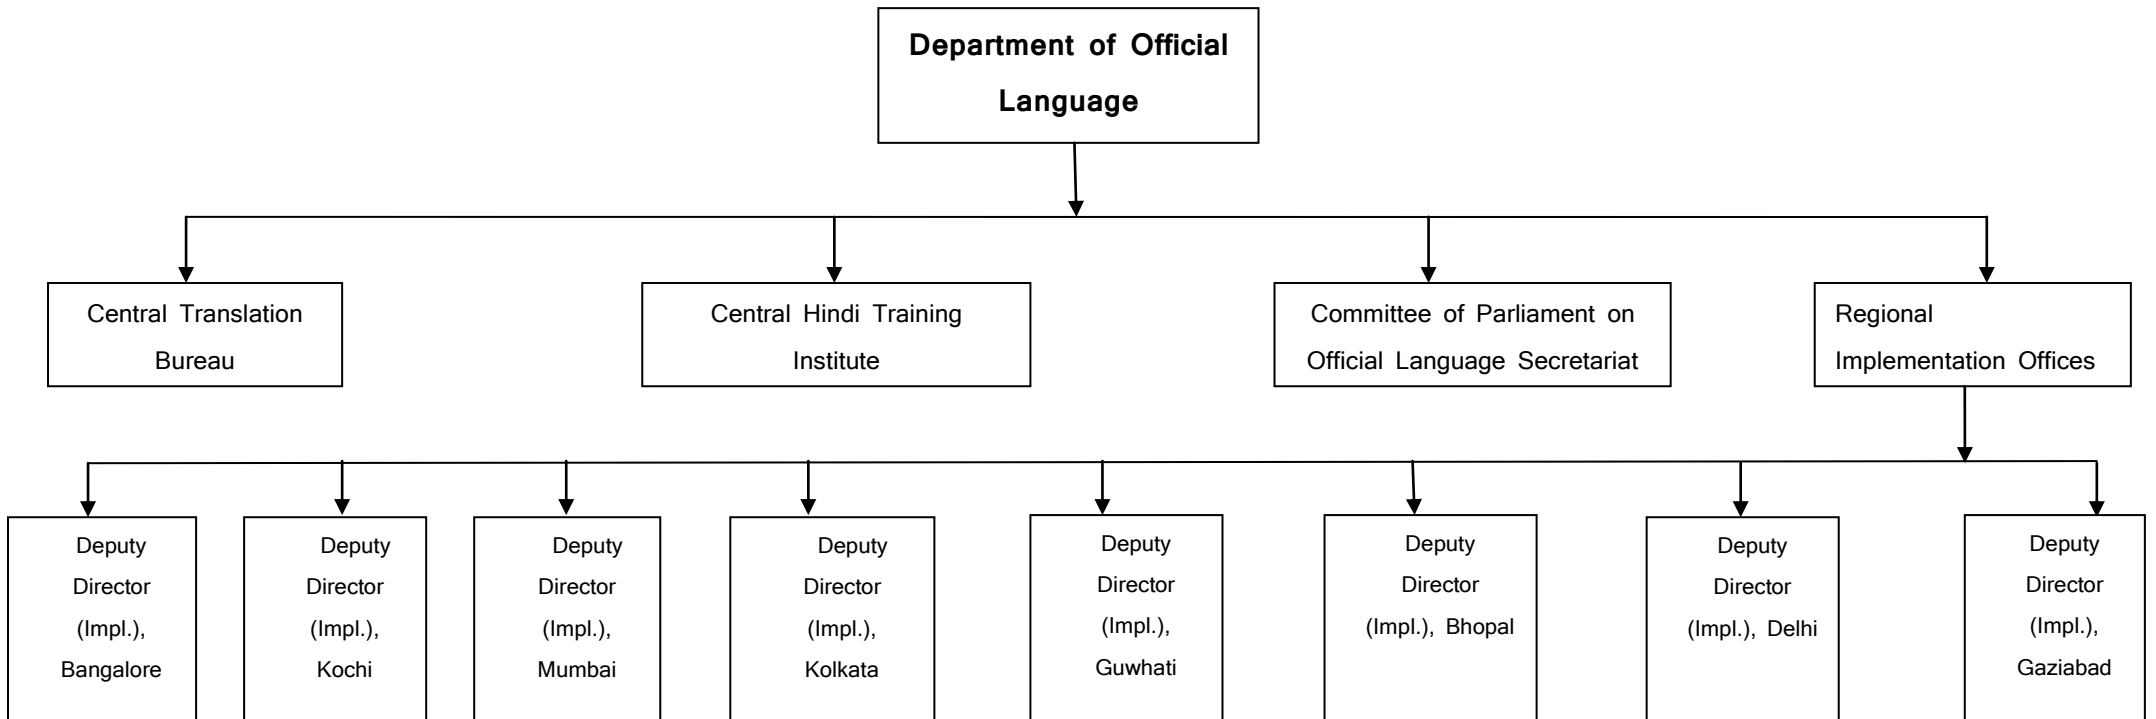 Department of Official
Language
Central Translation
Bureau
Central Hindi Training
Institute
Committee of Parliament on
Official Language Secretariat
Regional
Implementation Offices
Deputy
Director
(Impl.),
Bangalore
Deputy
Director
(Impl.),
Kochi
Deputy
Director
(Impl.),
Mumbai
Deputy
Director
(Impl.),
Kolkata
Deputy
Director
(Impl.),
Guwhati
Deputy
Director
(Impl.), Bhopal
Deputy
Director
(Impl.), Delhi
Deputy
Director
(Impl.),
Gaziabad